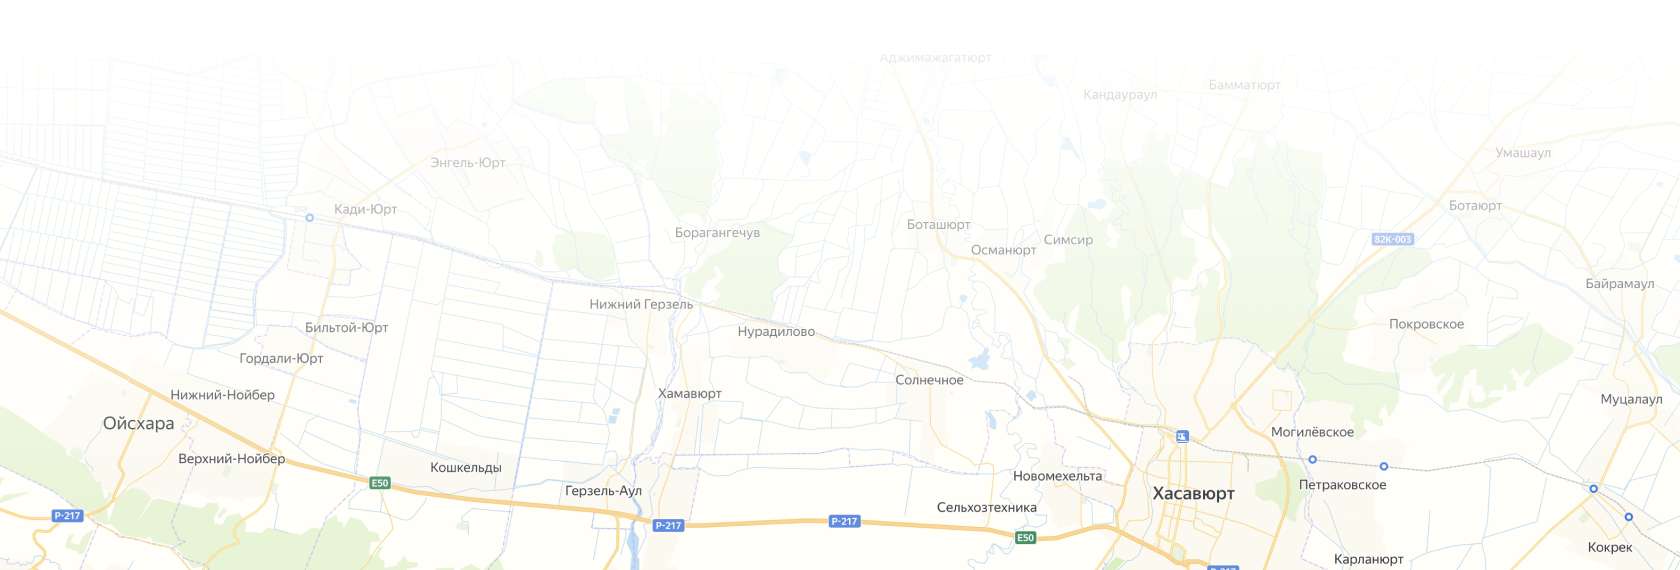 Аджимажагатюрт
Бамматюрт
Кандаураул
Умашаул
Энгель-Юрт
Кади-Юрт
Ботаюрт
Боташюрт
Борагангечув
Симсир
82К-003
Османюрт
Байрамаул
Нижний Герзель
Покровское
Бильтой-Юрт
Нурадилово
Гордали-Юрт
Солнечное
Хамавюрт
Нижний-Нойбер
Муцалаул
Ойсхара
Могилёвское
Верхний-Нойбер
Кошкельды
Новомехельта
E50
Петраковское
Герзель-Аул
Хасавюрт
Сельхозтехника
Р-217
Р-217
Р-217
E50
Кокрек
Карланюрт